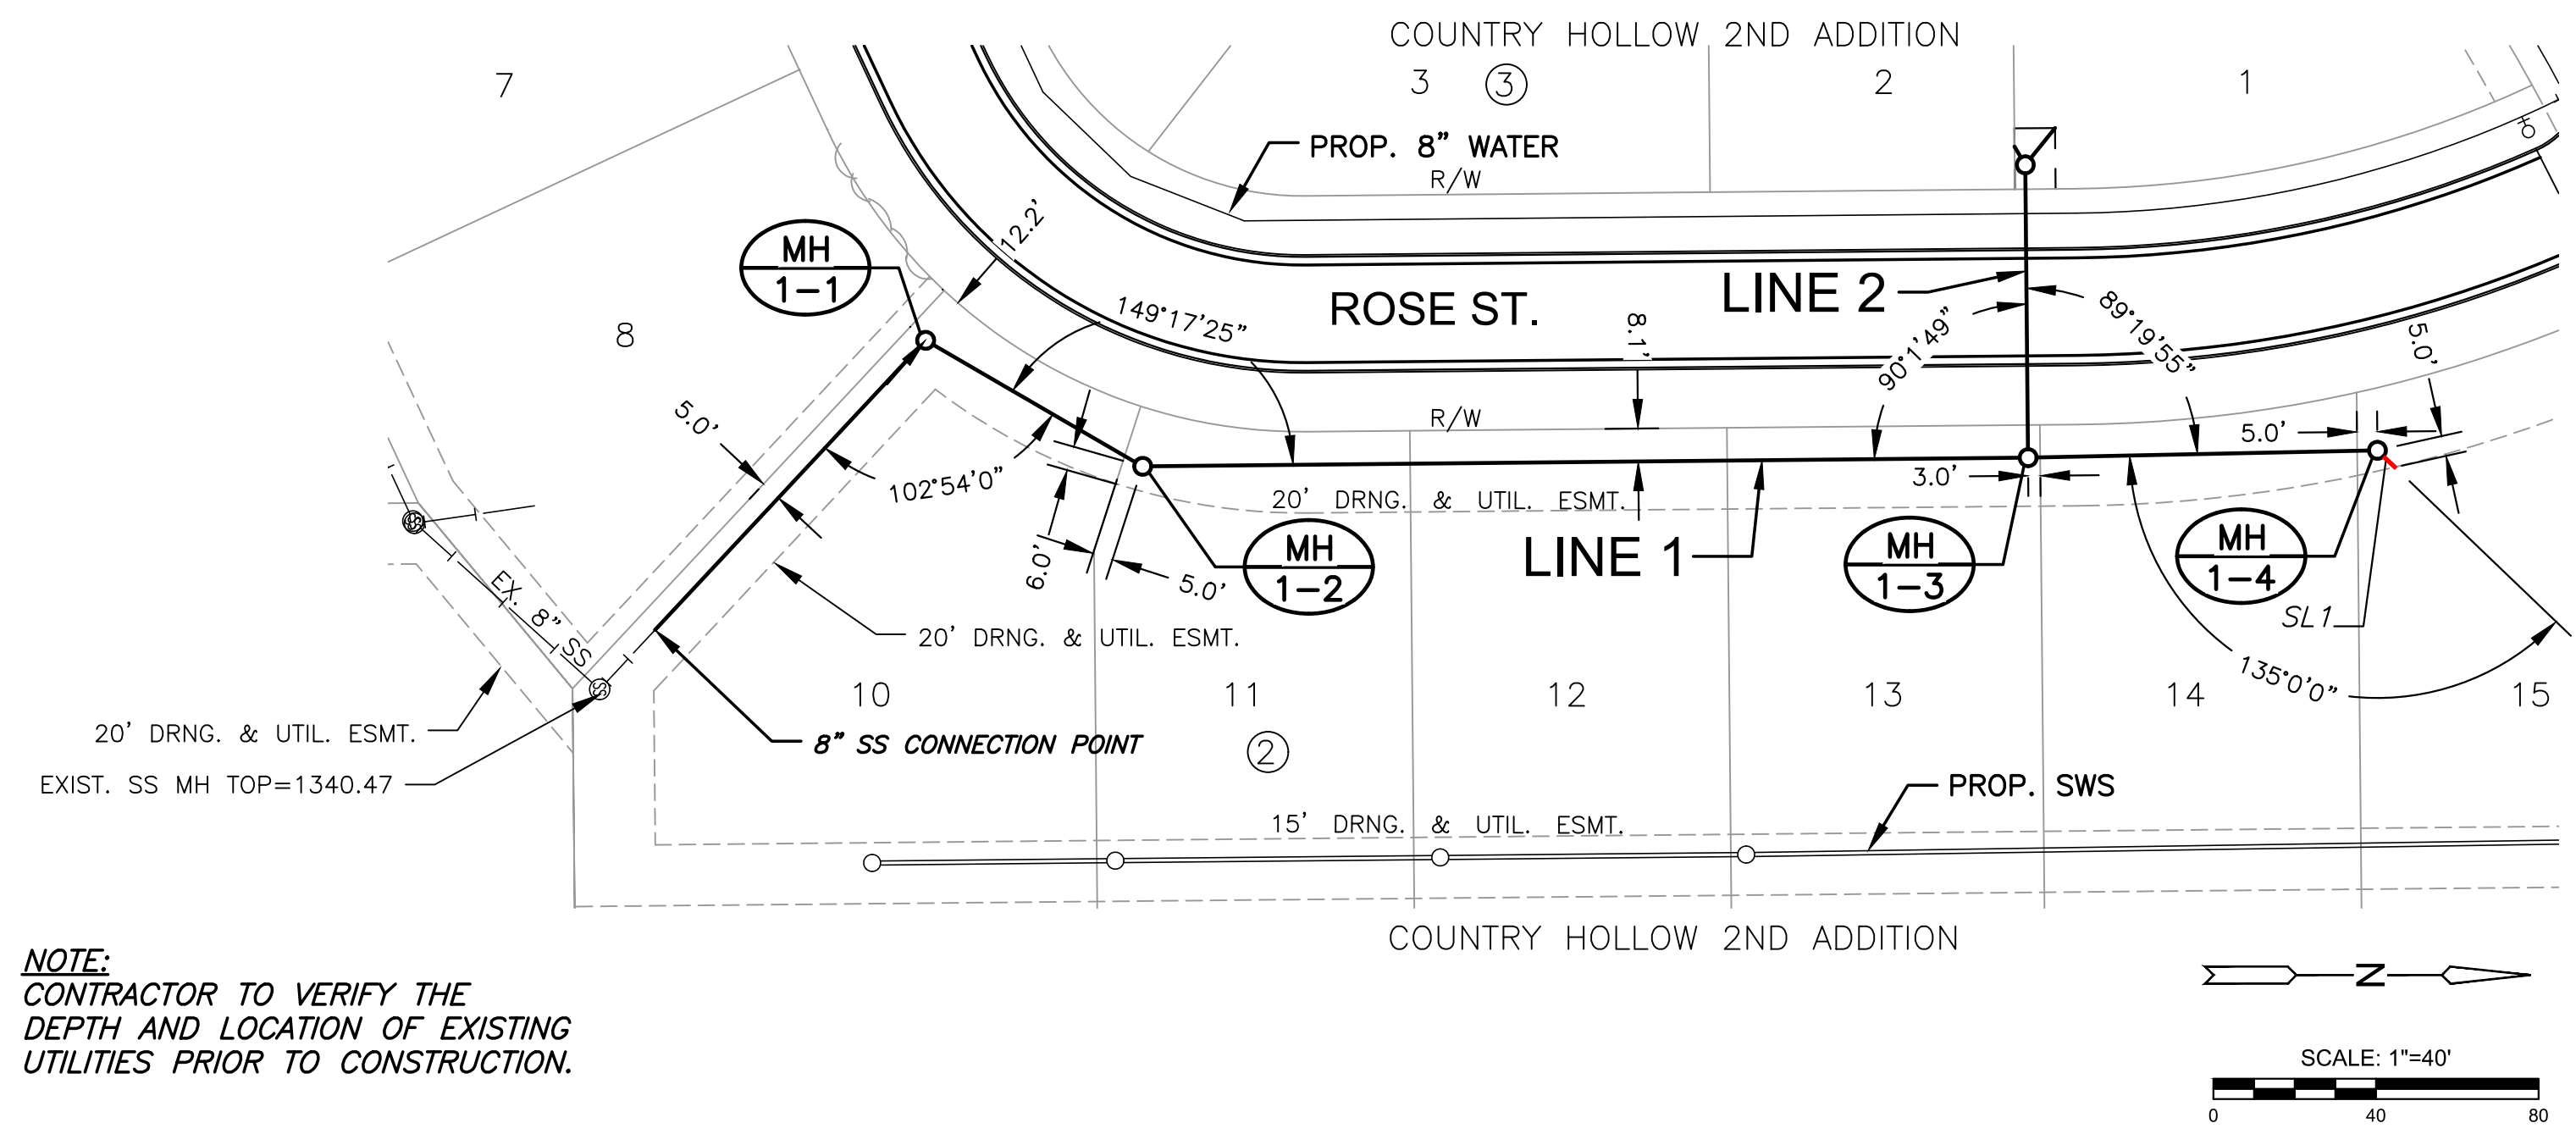 COUNTRY HOLLOW 2ND ADDITION
7
3
3
2
1
PROP. 8" WATER
R/W
12.2'
MH
1-1
149°17'25"
ROSE ST.
LINE 2
8
8.1'
90°1'49"
89°19'55"
5.0'
5.0'
R/W
5.0'
102°54'0"
3.0'
20' DRNG. & UTIL. ESMT.
6.0'
5.0'
MH
1-2
LINE 1
MH
1-3
MH
1-4
SS
EX. 8" SS
SL1
20' DRNG. & UTIL. ESMT.
135°0'0"
SS
10
11
12
13
14
15
20' DRNG. & UTIL. ESMT.
8" SS CONNECTION POINT
2
EXIST. SS MH TOP=1340.47
PROP. SWS
15' DRNG. & UTIL. ESMT.
COUNTRY HOLLOW 2ND ADDITION
NOTE:
CONTRACTOR TO VERIFY THE
DEPTH AND LOCATION OF EXISTING
UTILITIES PRIOR TO CONSTRUCTION.
N
SCALE: 1"=40'
0 40 80